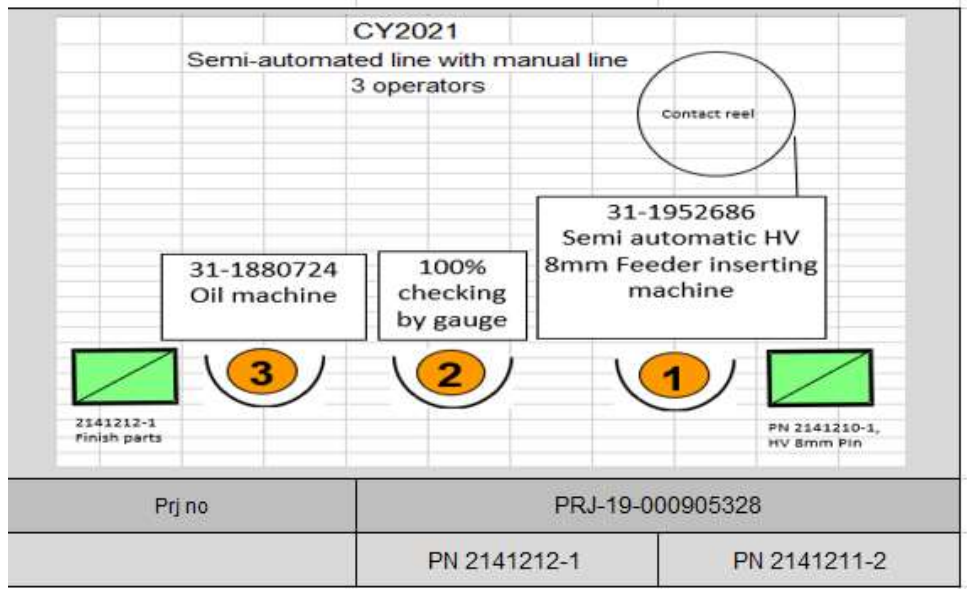 CY2021
Semi-automated line with manual line
3 operators
Contact reel
31-1952686
Semi automatic HV
8mm Feeder inserting
machine
31-1880724
Oil machine
100%
checking
by gauge
3
2
1
2141212-1
Finish parts
PN 2141210-1,
HV 8mm Pin
Prj no
PRJ-19-000905328
PN 2141212-1
PN 2141211-2